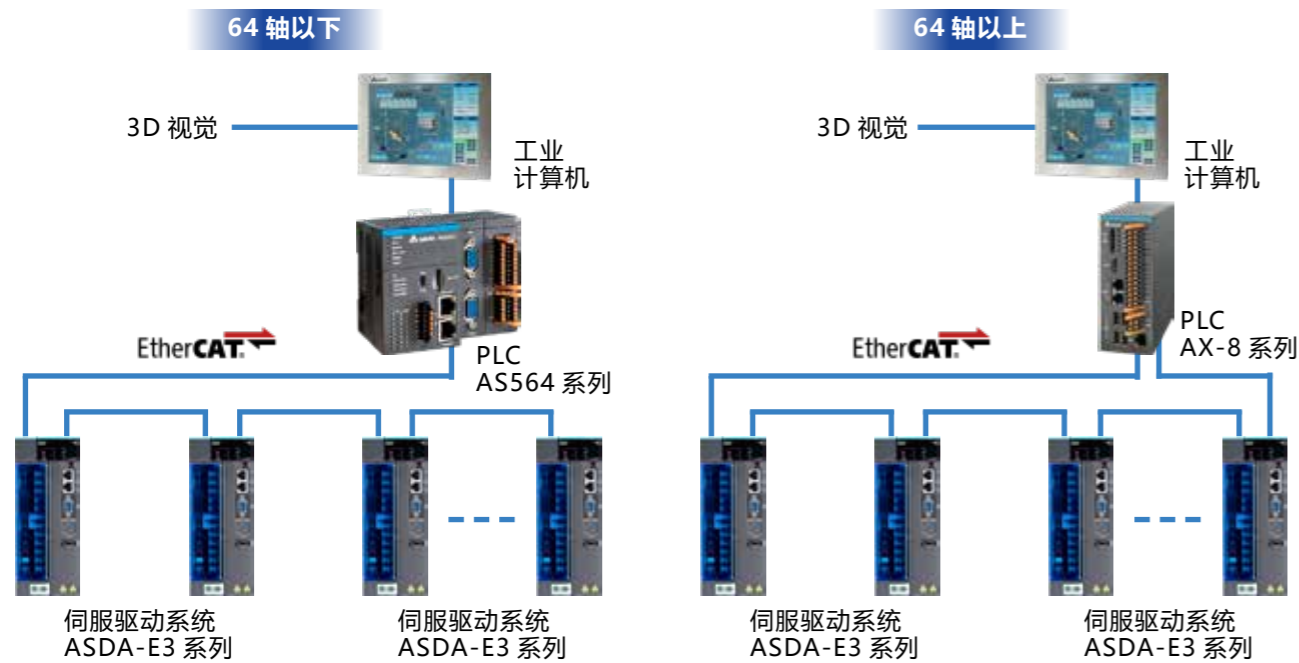 64 轴以下
3D 视觉
工业
计算机
EtherCAT
PLC
AS564 系列
伺服驱动系统
ASDA-E3 系列
伺服驱动系统
ASDA-E3 系列
64 轴以上
3D 视觉
工业
计算机
EtherCAT
PLC
AX-8 系列
伺服驱动系统
ASDA-E3 系列
伺服驱动系统
ASDA-E3 系列